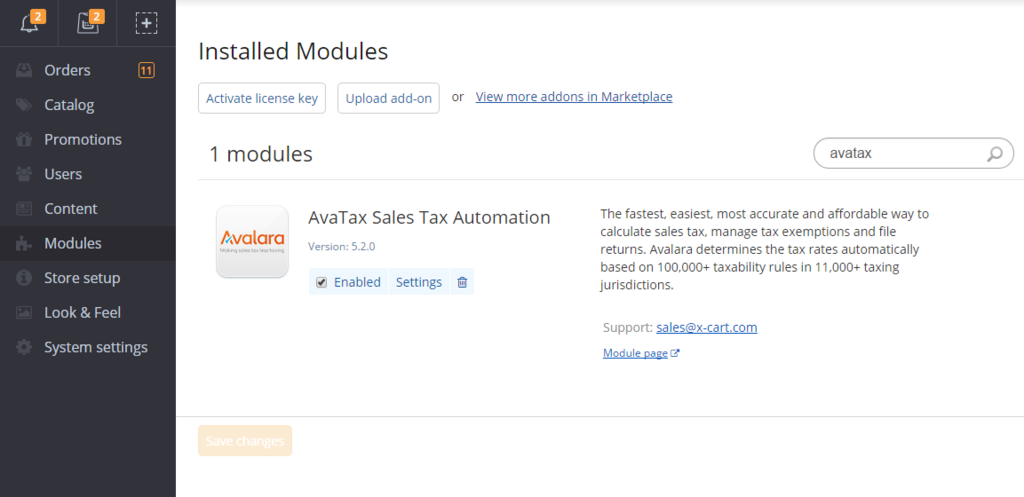 2
2
Orders
11
Catalog
Promotions
Users
Content
Modules
Store setup
Look & Feel
System settings
Installed Modules
Activate license key
Upload add-on
or
View more addons in Marketplace
1 modules
avatax
Avalara
Making sales tax less taxing.
AvaTax Sales Tax Automation
Version: 5.2.0
Enabled
Settings
The fastest, easiest, most accurate and affordable way to
calculate sales tax, manage tax exemptions and file
returns. Avalara determines the tax rates automatically
based on 100,000+ taxability rules in 11,000+ taxing
jurisdictions.
Support: sales@x-cart.com
Module page
Save changes